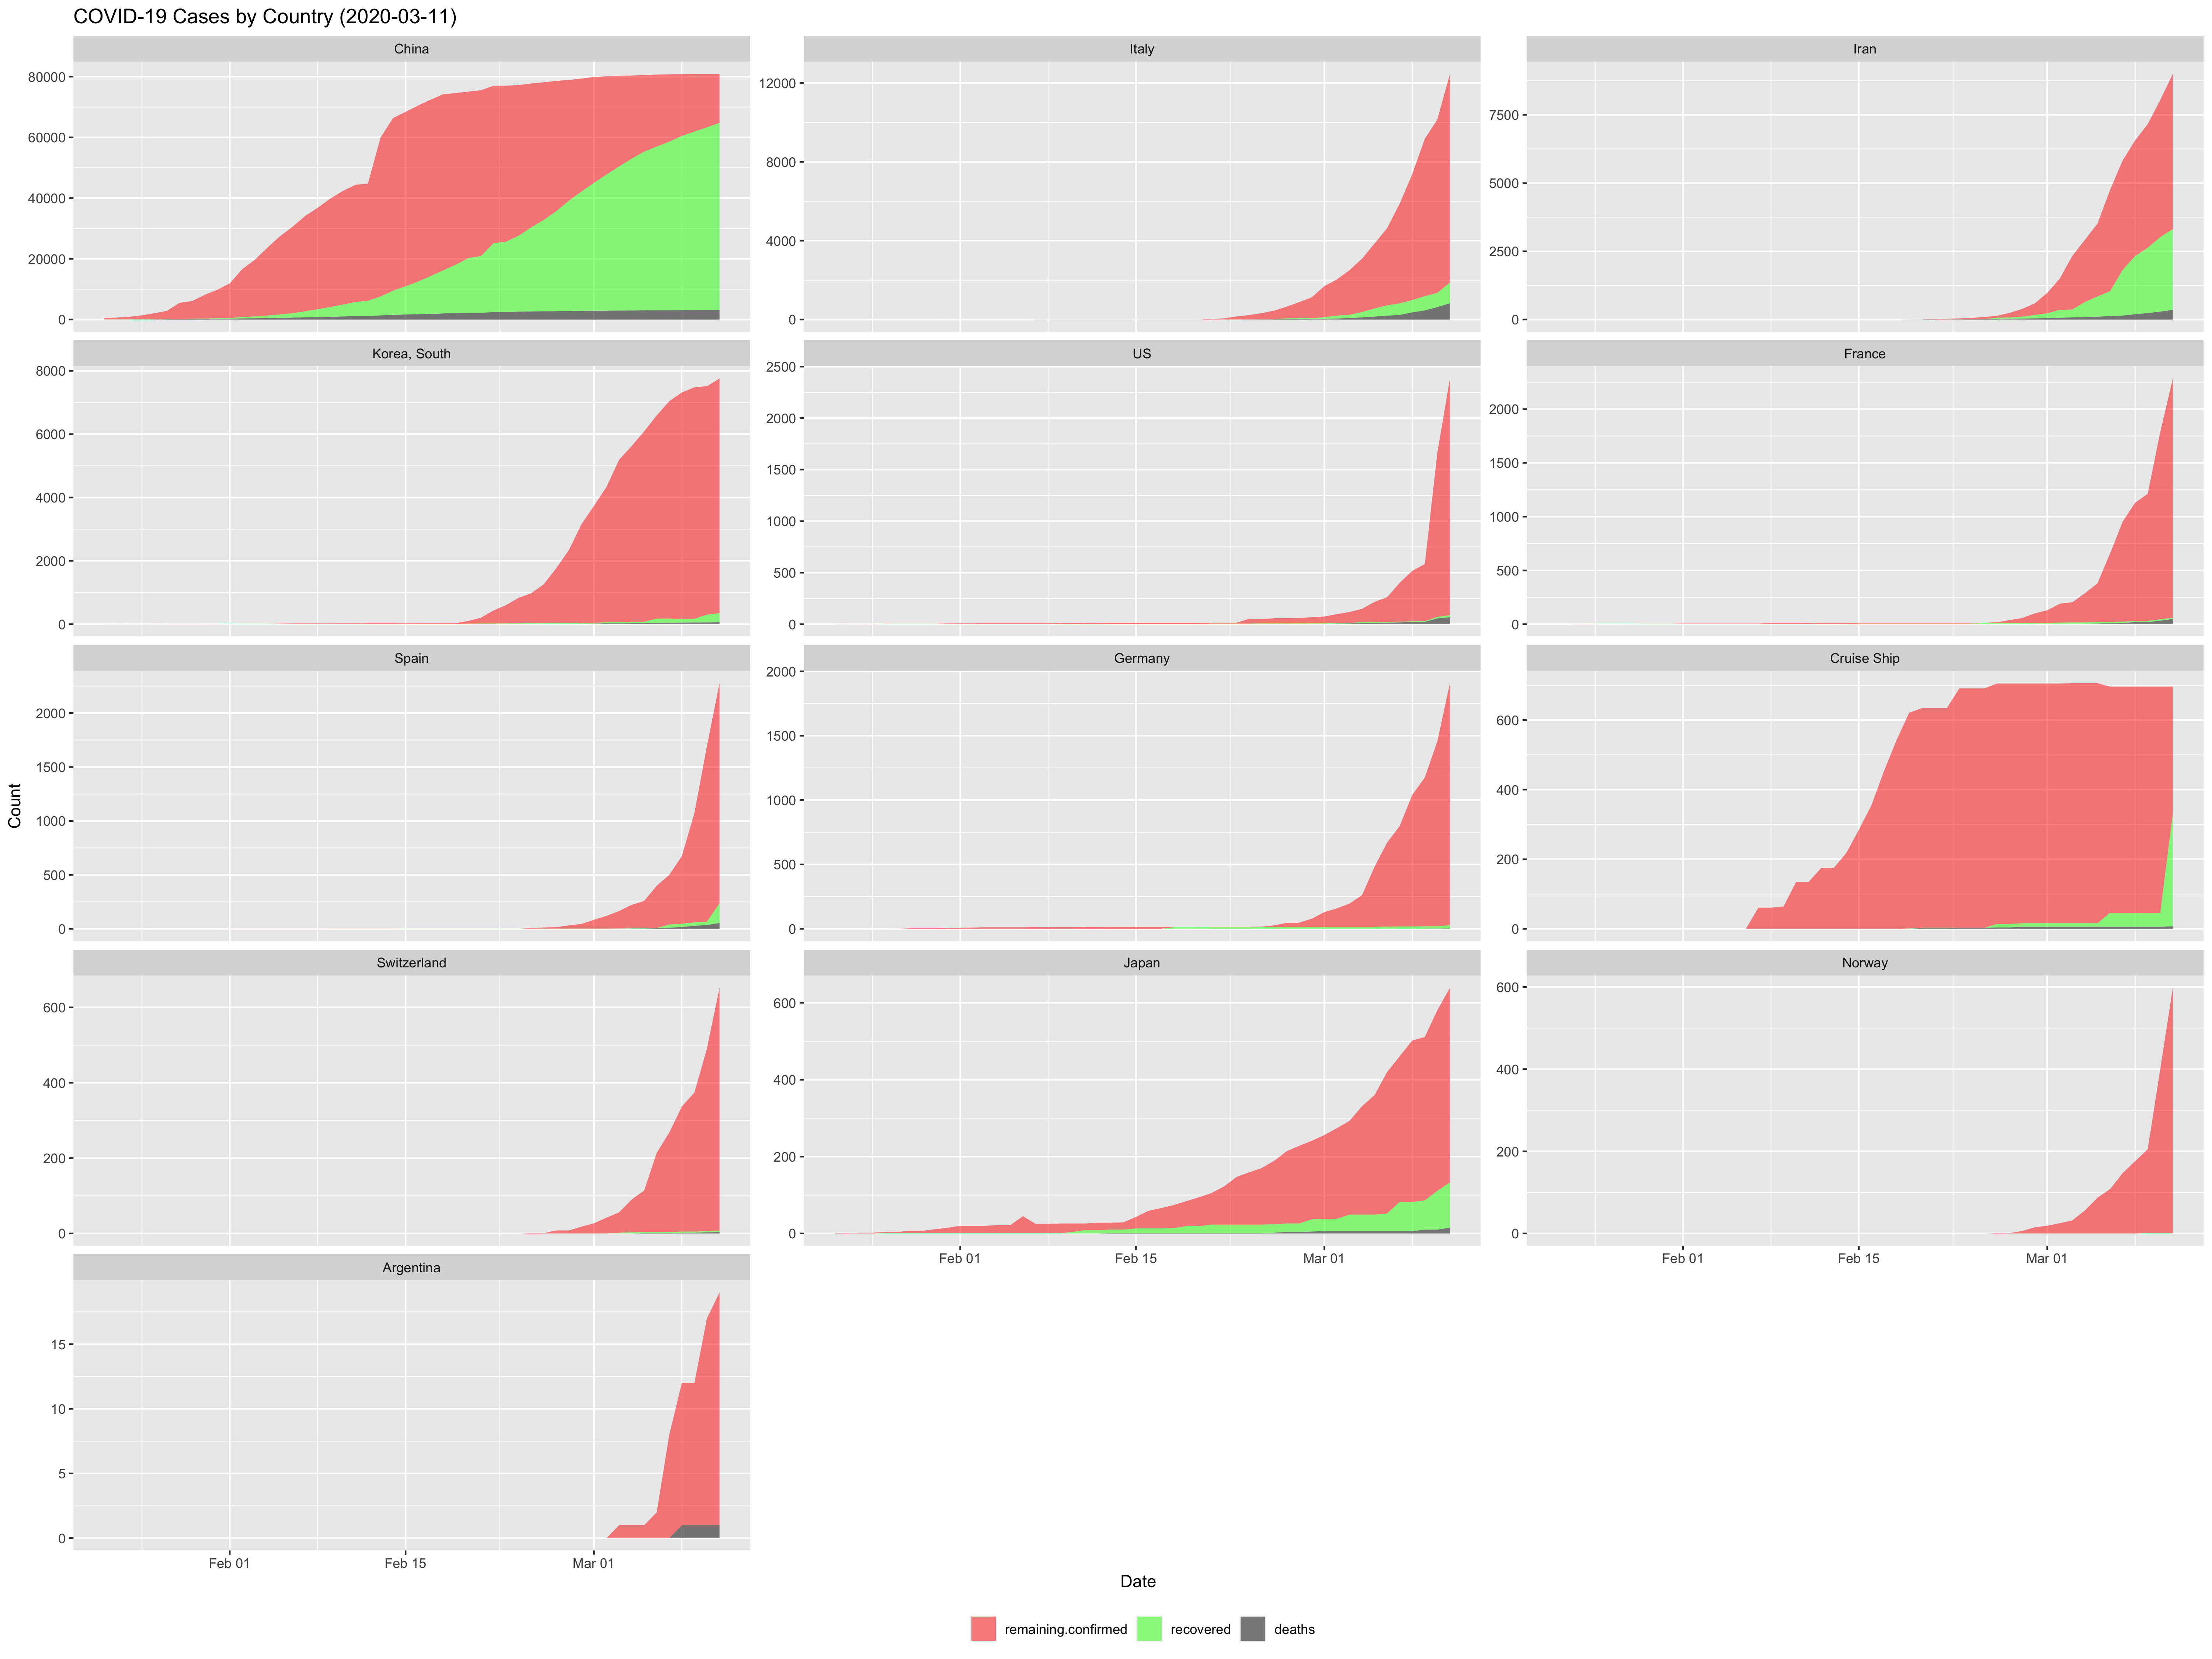 COVID-19 Cases by Country (2020-03-11)
China
Italy
Iran
80000
60000
40000
20000
0
12000
8000
4000
0
7500
5000
2500
0
Korea, South
US
France
8000
6000
4000
2000
0
2500
2000
1500
1000
500
0
2000
1500
1000
500
0
Spain
Germany
Cruise Ship
2000
1500
1000
500
0
2000
1500
1000
500
0
600
400
200
0
Count
Switzerland
Japan
Norway
600
400
200
0
600
400
200
0
600
400
200
0
Feb 01 Feb 15 Mar 01
Feb 01 Feb 15 Mar 01
Argentina
15
10
5
0
Feb 01 Feb 15 Mar 01
Date
remaining.confirmed recovered deaths